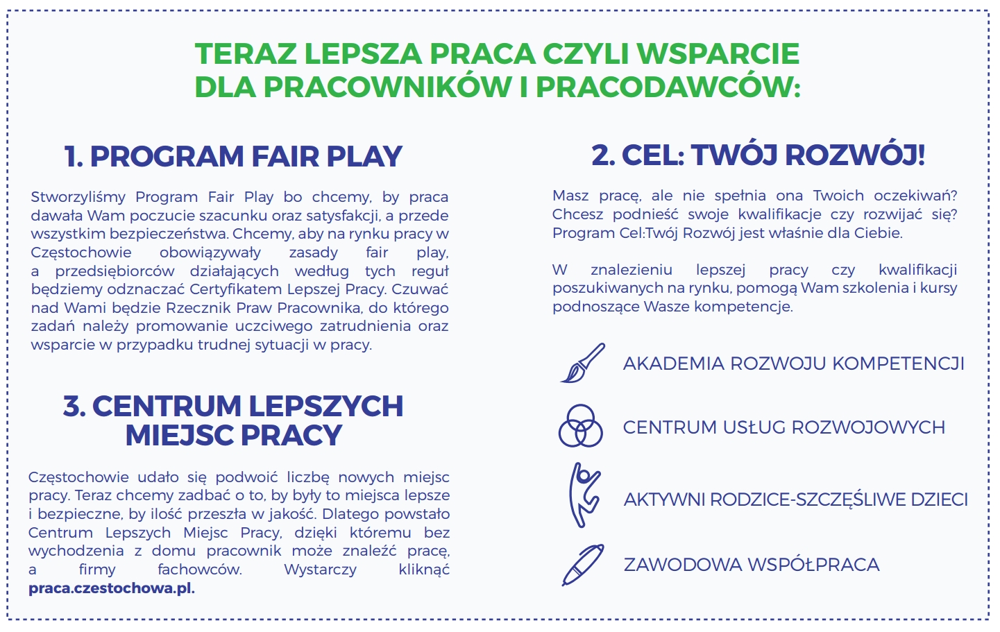 TERAZ LEPSZA PRACA CZYLI WSPARCIE
DLA PRACOWNIKÓW I PRACODAWCÓW:
1. PROGRAM FAIR PLAY
Stworzyliśmy Program Fair Play bo chcemy, by praca
dawała Wam poczucie szacunku oraz satysfakcji, a przede
wszystkim bezpieczeństwa. Chcemy, aby na rynku pracy w
Częstochowie obowiązywały zasady fair play,
a przedsiębiorców działających według tych reguł
będziemy odznaczać Certyfikatem Lepszej Pracy. Czuwać
nad Wami będzie Rzecznik Praw Pracownika, do którego
zadań należy promowanie uczciwego zatrudnienia oraz
wsparcie w przypadku trudnej sytuacji w pracy.
2. CEL: TWÓJ ROZWÓJ!
Masz pracę, ale nie spełnia ona Twoich oczekiwań?
Chcesz podnieść swoje kwalifikacje czy rozwijać się?
Program Cel:Twój Rozwój jest właśnie dla Ciebie.
W znalezieniu lepszej pracy czy kwalifikacji
poszukiwanych na rynku, pomogą Wam szkolenia i kursy
podnoszące Wasze kompetencje.
AKADEMIA ROZWOJU KOMPETENCJI
CENTRUM USŁUG ROZWOJOWYCH
AKTYWNI RODZICE-SZCZĘŚLIWE DZIECI
ZAWODOWA WSPÓŁPRACA
3. CENTRUM LEPSZYCH
MIEJSC PRACY
Częstochowie udało się podwoić liczbę nowych miejsc
pracy. Teraz chcemy zadbać o to, by były to miejsca lepsze
i bezpieczne, by ilość przeszła w jakość. Dlatego powstało
Centrum Lepszych Miejsc Pracy, dzięki któremu bez
wychodzenia z domu pracownik może znaleźć pracę,
a firmy fachowców. Wystarczy kliknąć
praca.czestochowa.pl.